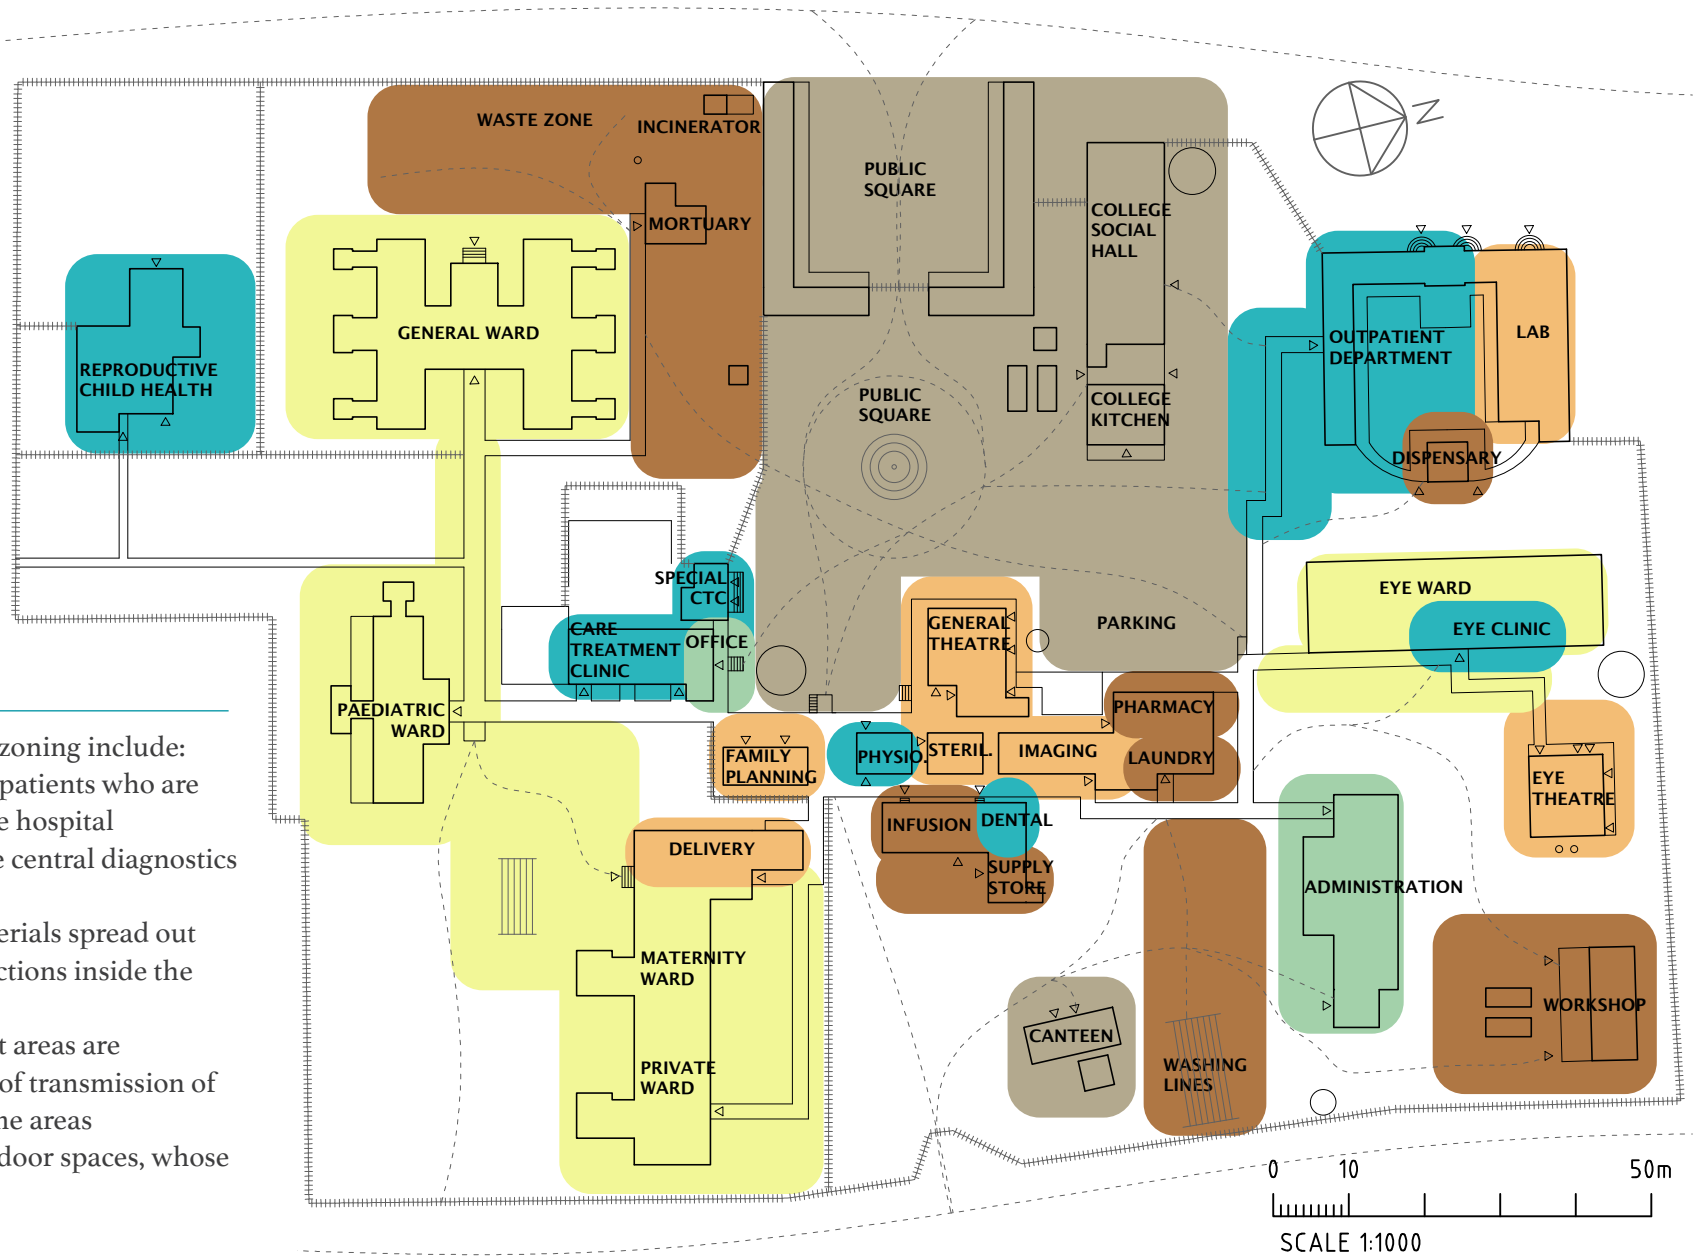 WASTE ZONE
INCINERATOR
PUBLIC
SQUARE
MORTUARY
COLLEGE
SOCIAL
HALL
N
GENERAL WARD
REPRODUCTIVE
CHILD HEALTH
OUTPATIENT
DEPARTMENT
LAB
PUBLIC
SQUARE
COLLEGE
KITCHEN
DISPENSARY
SPECIAL
CTC
EYE WARD
CARE
TREATMENT
CLINIC
OFFICE
GENERAL
THEATRE
PARKING
EYE CLINIC
PAEDIATRIC
WARD
PHARMACY
FAMILY
PLANNING
PHYSIO.
STERIL.
IMAGING
LAUNDRY
EYE
THEATRE
INFUSION
DENTAL
DELIVERY
SUPPLY
STORE
ADMINISTRATION
MATERNITY
WARD
WORKSHOP
CANTEEN
PRIVATE
WARD
WASHING
LINES
zoning include:
patients who are
e hospital
e central diagnostics
erials spread out
ctions inside the
t areas are
of transmission of
ne areas
door spaces, whose
0 10 50m
SCALE 1:1000